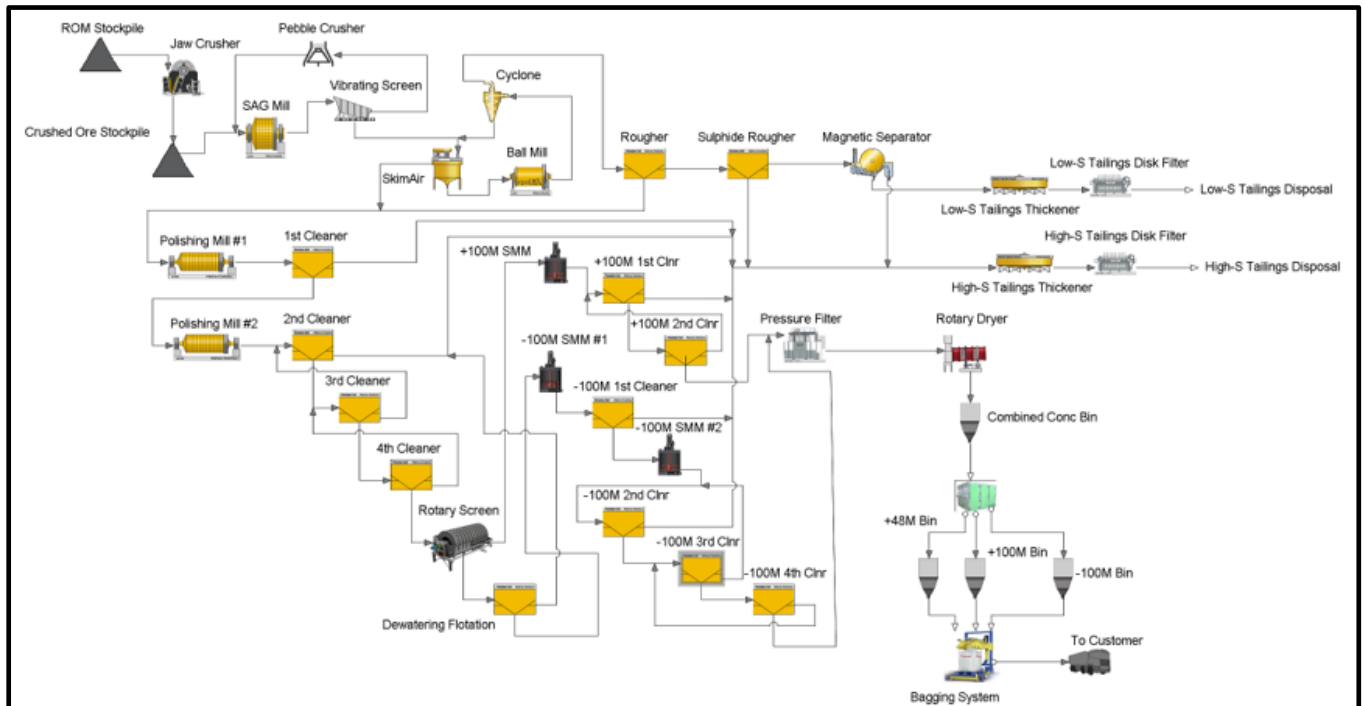 ROM Stockpile
Pebble Crusher
Jaw Crusher
Cyclone
Vibrating Screen
SAG Mill
Crushed Ore Stockpile
Rougher
Sulphide Rougher
Magnetic Separator
Ball Mill
SkimAir
Low-S Tailings Disk Filter
Low-S Tailings Disposal
Low-S Tailings Thickener
Polishing Mill #1
1st Cleaner
+100M SMM
+100M 1st Clnr
High-S Tailings Disk Filter
High-S Tailings Disposal
High-S Tailings Thickener
Polishing Mill #2
2nd Cleaner
+100M 2nd Clnr
Pressure Filter
Rotary Dryer
-100M SMM #1
3rd Cleaner
-100M 1st Cleaner
Combined Conc Bin
-100M SMM #2
4th Cleaner
-100M 2nd Clnr
Rotary Screen
+48M Bin
-100M 3rd Clnr
+100M Bin
-100M 4th Clnr
-100M Bin
Dewatering Flotation
To Customer
Bagging System